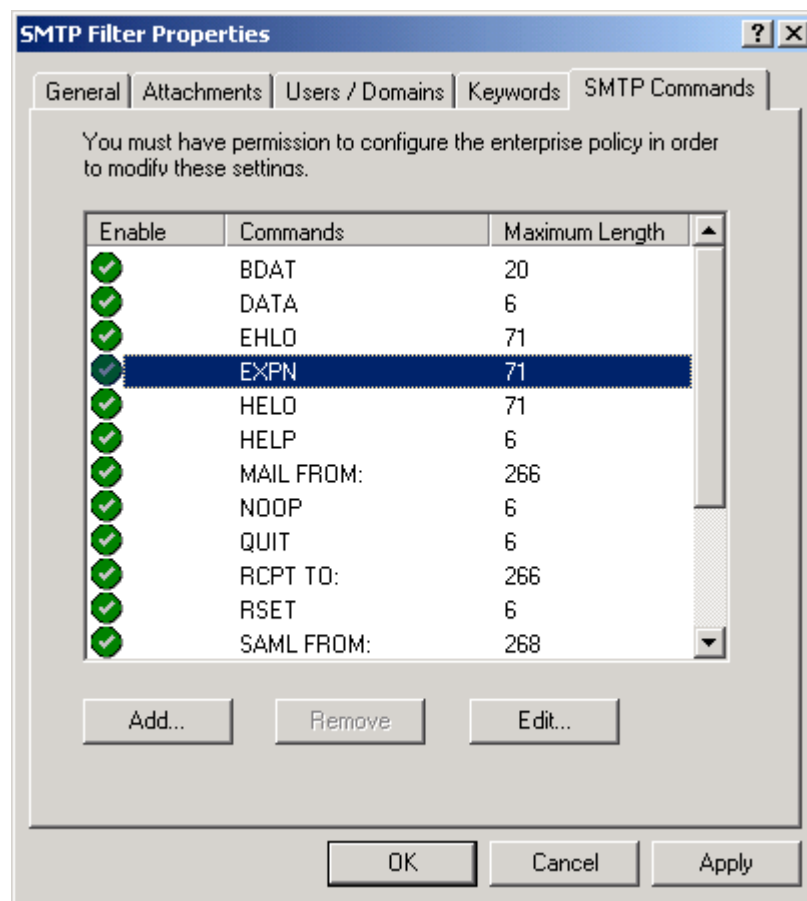 SMTP Filter Properties
General Attachments Users / Domains Keywords SMTP Commands
You must have permission to configure the enterprise policy in order
to modify these settings.
Enable Commands Maximum Length
BDAT 20
DATA 6
EHLO 71
EXPN 71
HELO 71
HELP 6
MAIL FROM: 266
NOOP 6
QUIT 6
RCPT TO: 266
RSET 6
SAML FROM: 268
Add... Remove Edit...
OK Cancel Apply